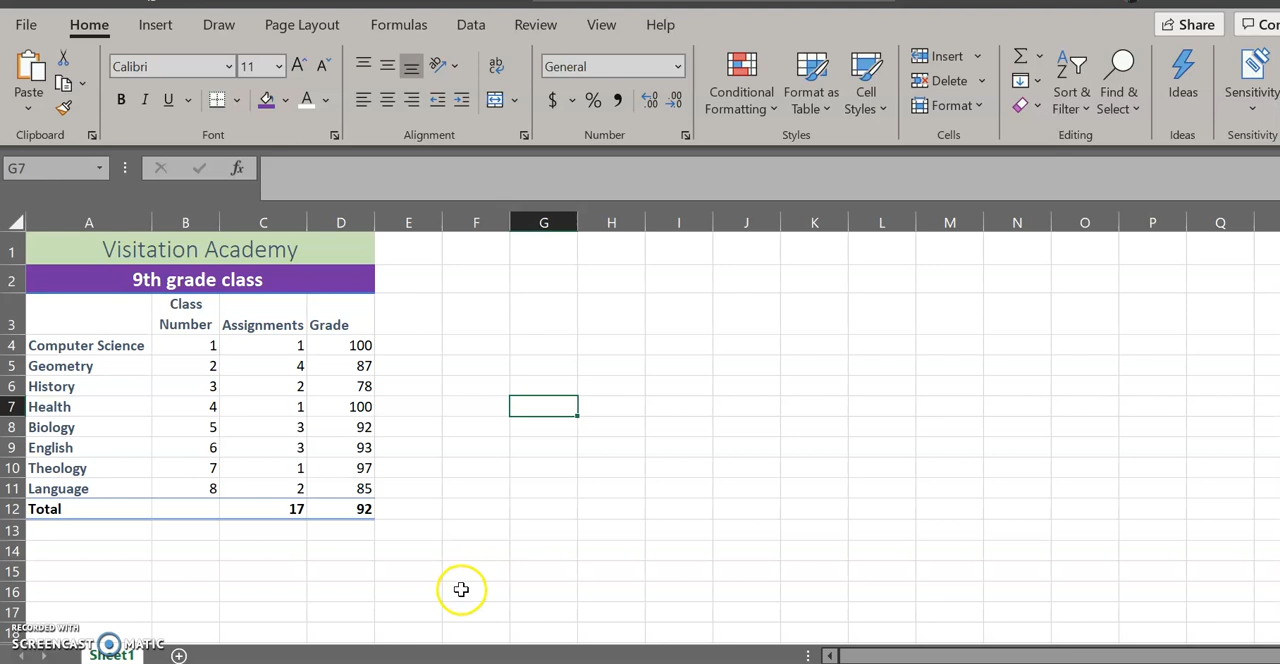 File Home Insert Draw Page Layout Formulas Data Review View Help Share Co
Calibri 11 General
Paste Conditional Formatting Format as Table Cell Styles Insert Delete Format Sort & Filter Find & Select Ideas Sensitivity
Clipboard Font Alignment Number Styles Cells Editing Ideas Sensitivity
G7 fx
A B C D E F G H I J K L M N O P Q
1 Visitation Academy
2 9th grade class
3 Class Number Assignments Grade
4 Computer Science 1 1 100
5 Geometry 2 4 87
6 History 3 2 78
7 Health 4 1 100
8 Biology 5 3 92
9 English 6 3 93
10 Theology 7 1 97
11 Language 8 2 85
12 Total 17 92
13
14
15
16
17
RECORDED WITH
SCREENCAST MATIC
Sheet1